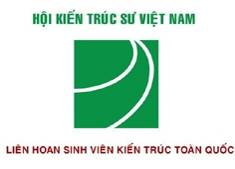 HỘI KIẾN TRÚC SƯ VIỆT NAM
LIÊN HOAN SINH VIÊN KIẾN TRÚC TOÀN QUỐC